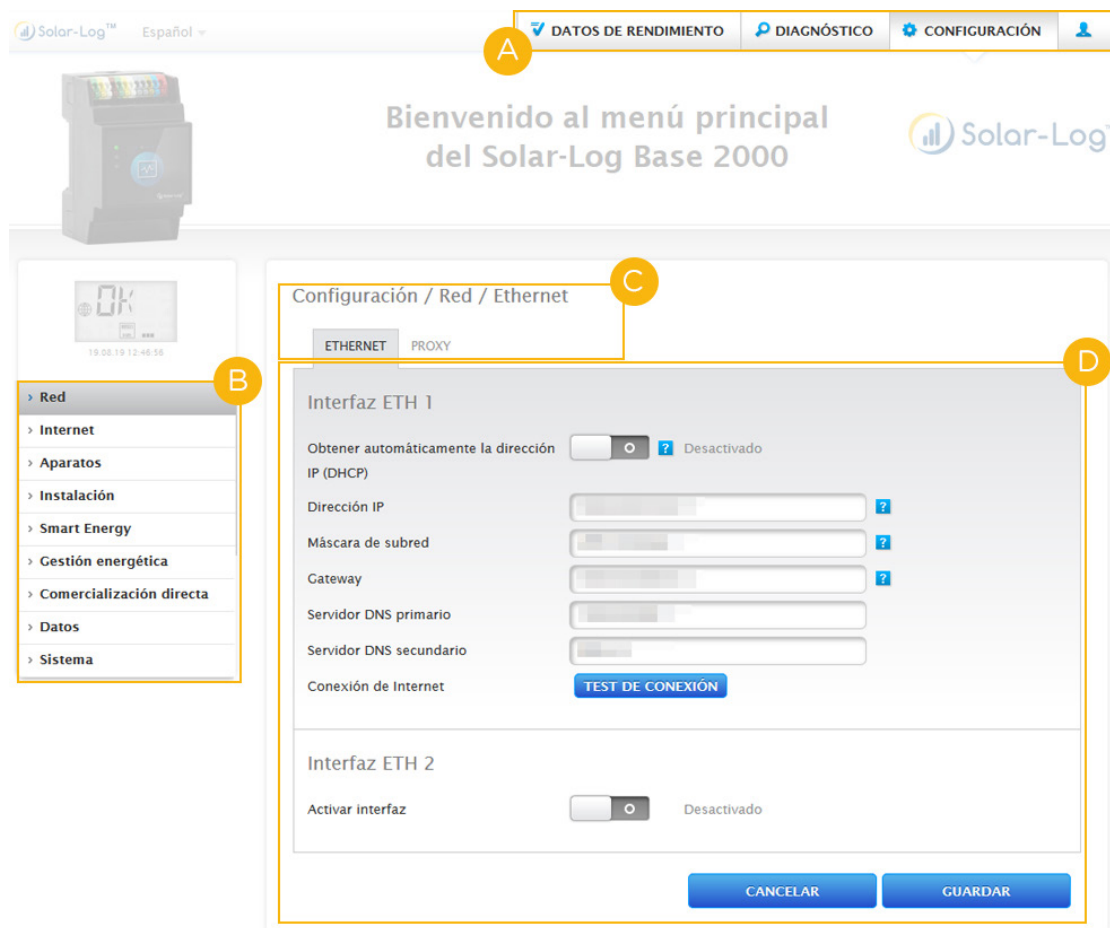 Solar-Log™ Español
DATOS DE RENDIMIENTO DIAGNÓSTICO CONFIGURACIÓN
A
Bienvenido al menú principal
del Solar-Log Base 2000
Solar-Log™
OK
19.08.19 12:46:56
B
Red
Internet
Aparatos
Instalación
Smart Energy
Gestión energética
Comercialización directa
Datos
Sistema
C
Configuración / Red / Ethernet
ETHERNET PROXY
D
Interfaz ETH 1
Obtener automáticamente la dirección
IP (DHCP)
? Desactivado
Dirección IP ?
Máscara de subred ?
Gateway ?
Servidor DNS primario
Servidor DNS secundario
Conexión de Internet TEST DE CONEXIÓN
Interfaz ETH 2
Activar interfaz Desactivado
CANCELAR GUARDAR